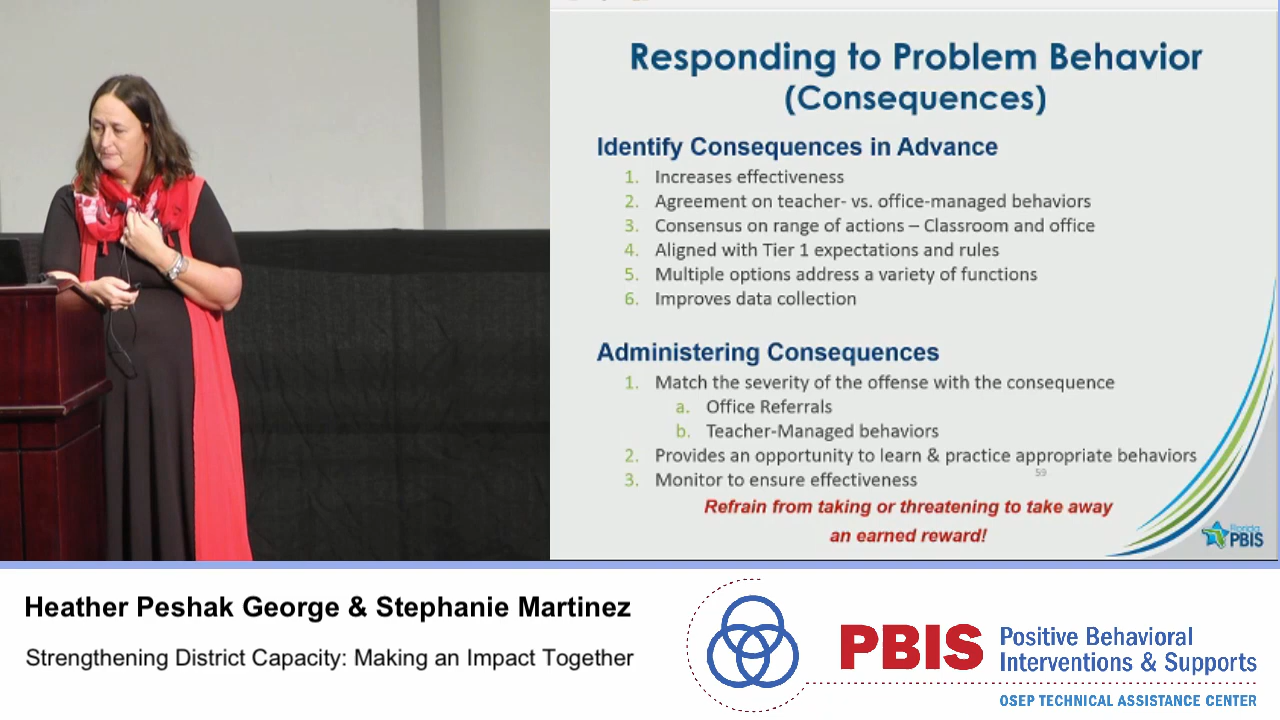 Responding to Problem Behavior
(Consequences)
Identify Consequences in Advance
1. Increases effectiveness
2. Agreement on teacher- vs. office-managed behaviors
3. Consensus on range of actions – Classroom and office
4. Aligned with Tier 1 expectations and rules
5. Multiple options address a variety of functions
6. Improves data collection
Administering Consequences
1. Match the severity of the offense with the consequence
a. Office Referrals
b. Teacher-Managed behaviors
2. Provides an opportunity to learn & practice appropriate behaviors
59
3. Monitor to ensure effectiveness
Refrain from taking or threatening to take away
an earned reward!
Florida
PBIS
Heather Peshak George & Stephanie Martinez
Strengthening District Capacity: Making an Impact Together
PBIS
Positive Behavioral
Interventions & Supports
OSEP TECHNICAL ASSISTANCE CENTER